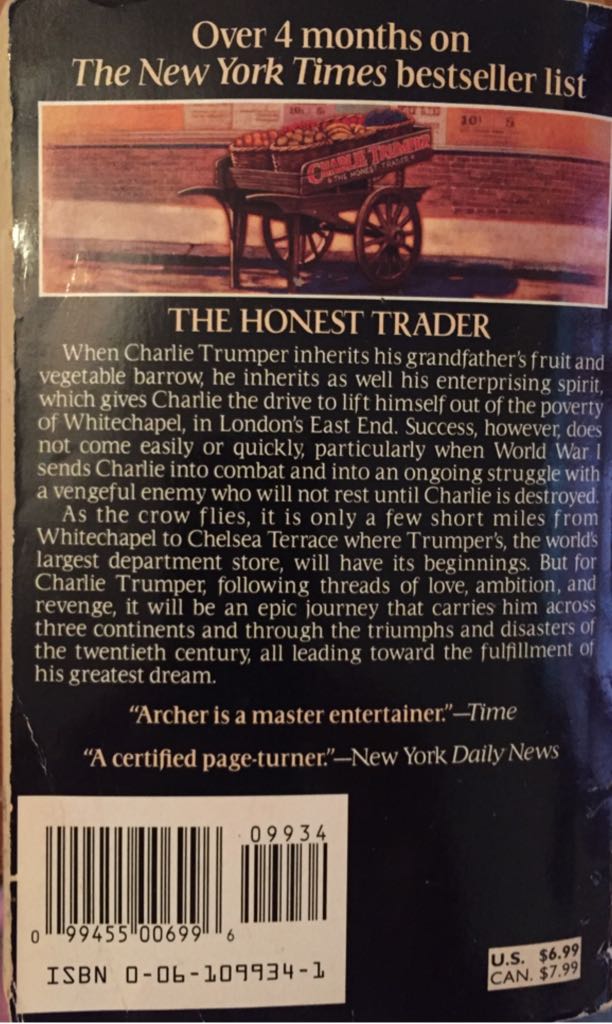 Over 4 months on
The New York Times bestseller list
10!
5
CHARLIE TRUMPER
THE HONEST TRADER
THE HONEST TRADER
When Charlie Trumper inherits his grandfather's fruit and
vegetable barrow, he inherits as well his enterprising spirit,
which gives Charlie the drive to lift himself out of the poverty
of Whitechapel, in London's East End. Success, however, does
not come easily or quickly, particularly when World War I
sends Charlie into combat and into an ongoing struggle with
a vengeful enemy who will not rest until Charlie is destroyed.
As the crow flies, it is only a few short miles from
Whitechapel to Chelsea Terrace where Trumper's, the world's
largest department store, will have its beginnings. But for
Charlie Trumper, following threads of love, ambition, and
revenge, it will be an epic journey that carries him across
three continents and through the triumphs and disasters of
the twentieth century, all leading toward the fulfillment of
his greatest dream.
"Archer is a master entertainer."—Time
"A certified page-turner."—New York Daily News
09934
0 99455 00699 6
ISBN 0-06-109934-1
U.S. $6.99
CAN. $7.99